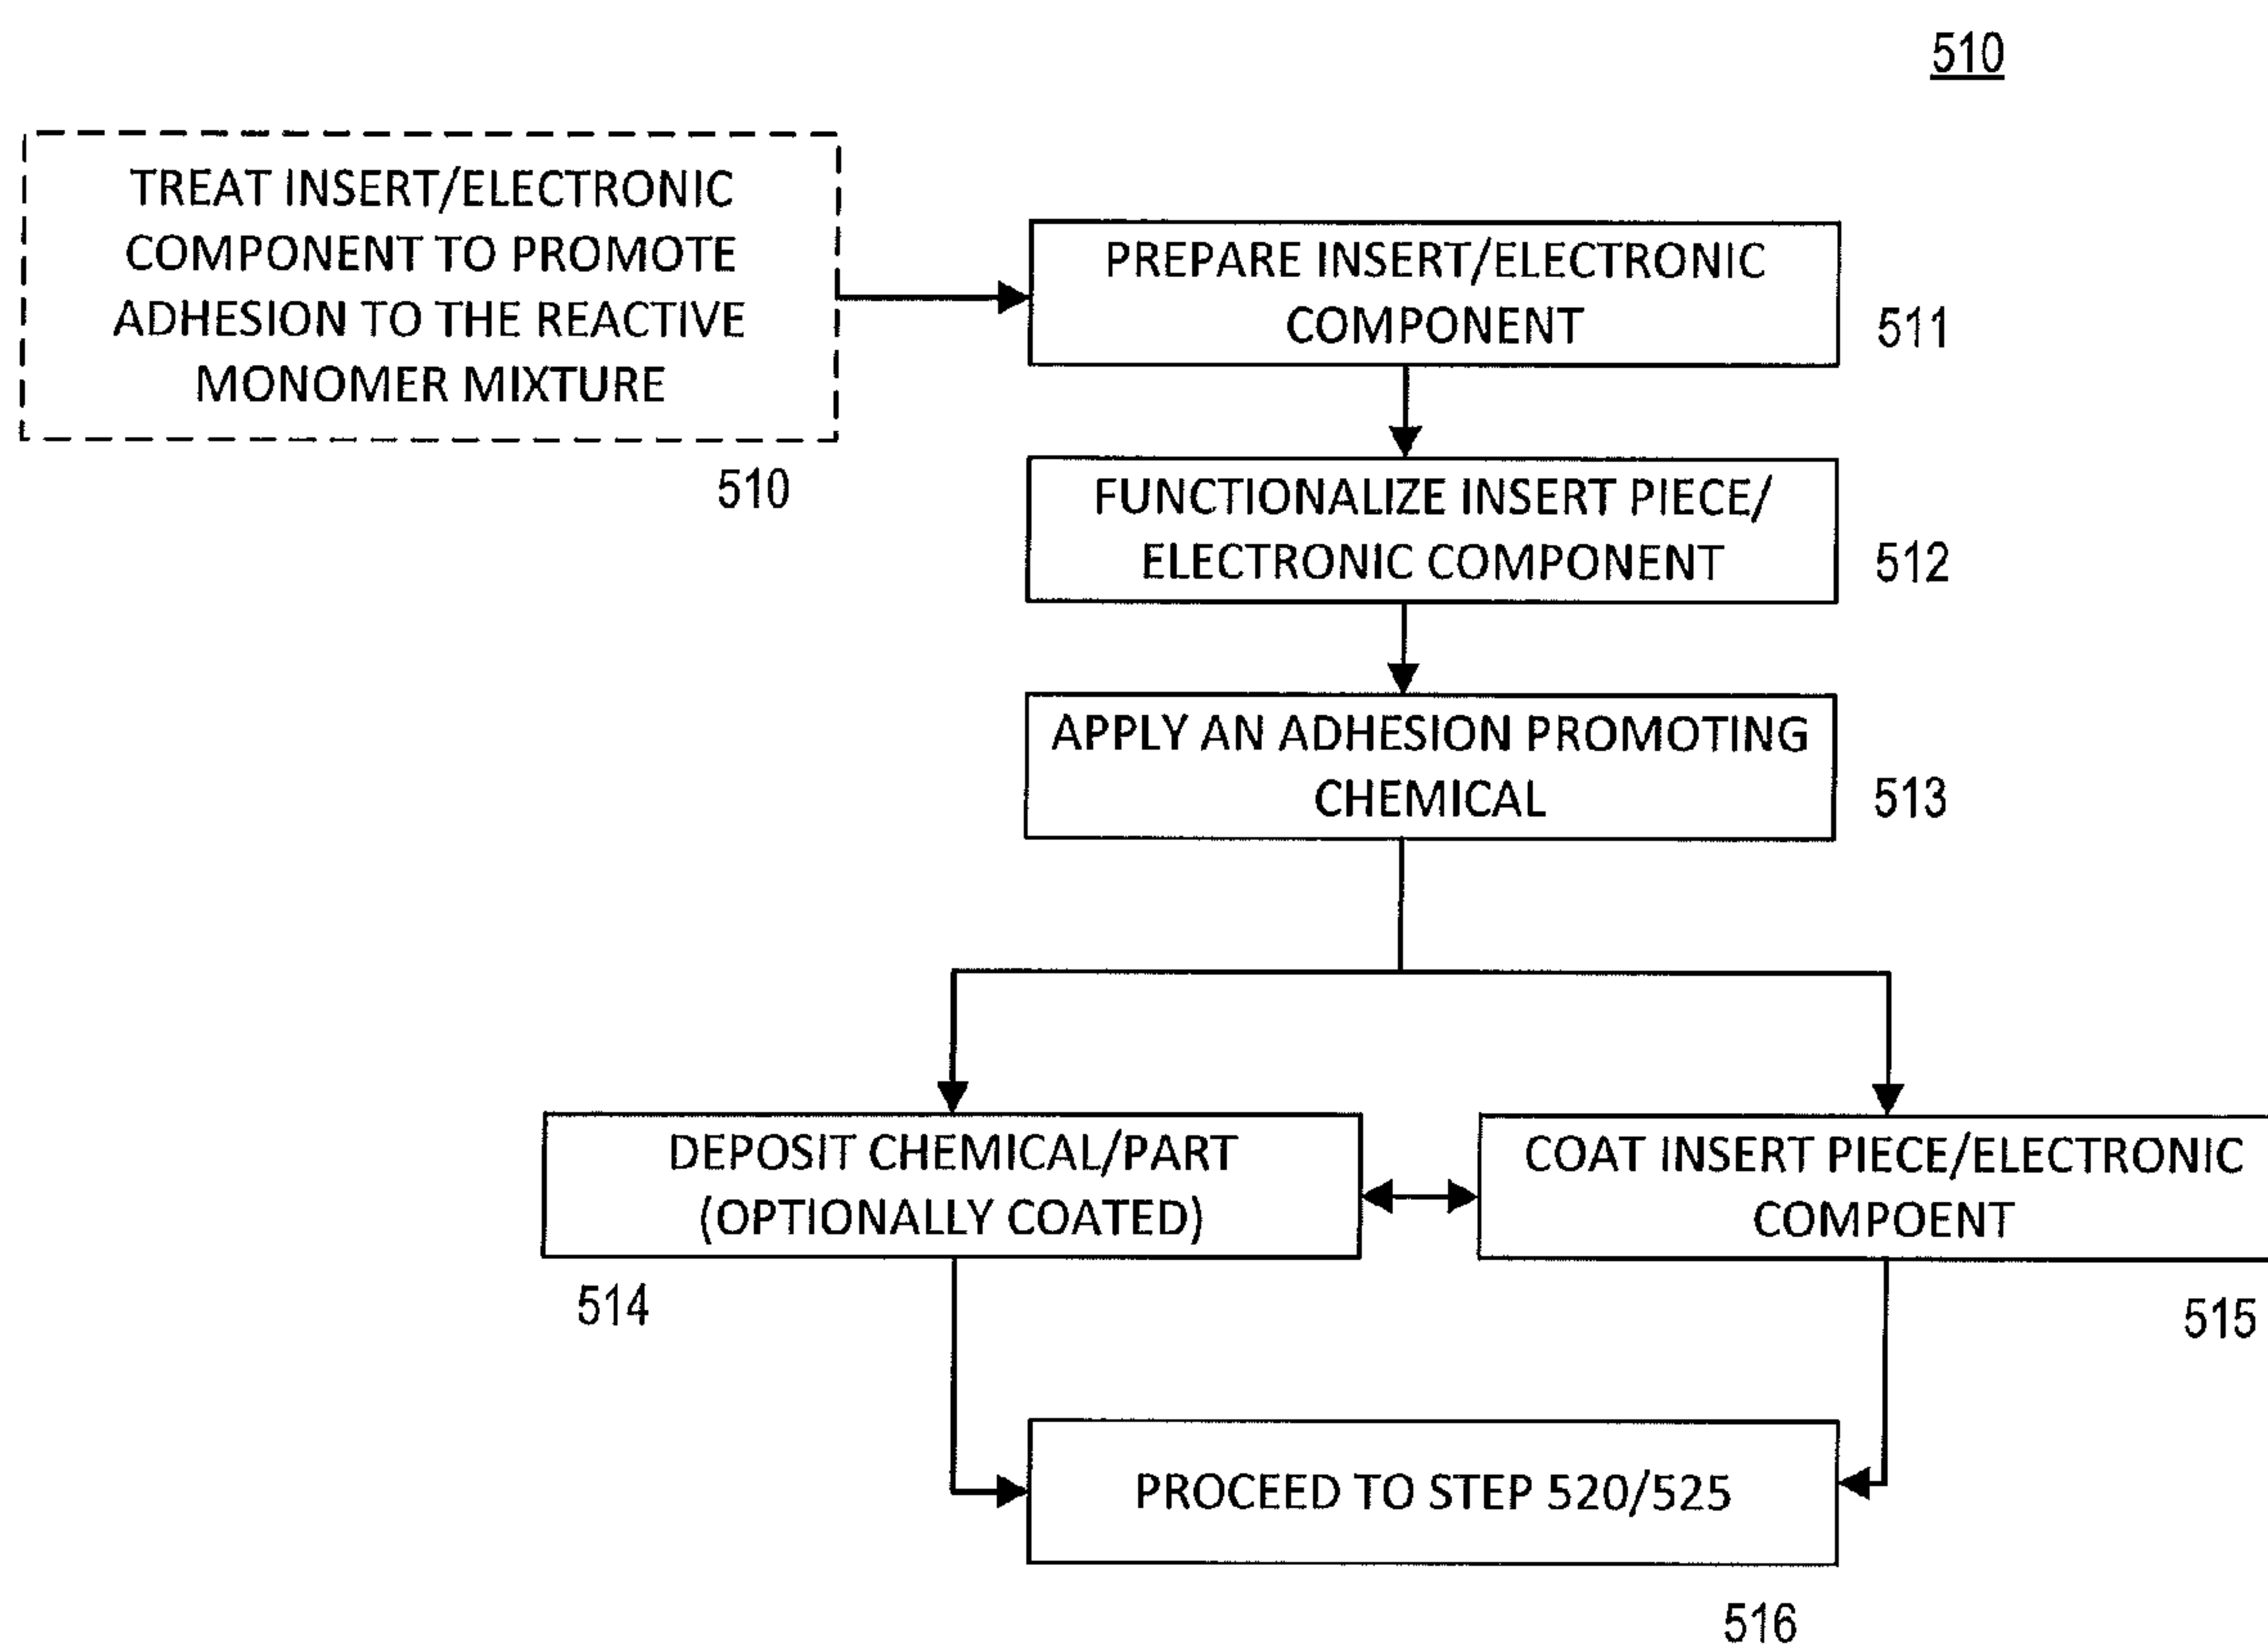 510
TREAT INSERT/ELECTRONIC
COMPONENT TO PROMOTE
ADHESION TO THE REACTIVE
MONOMER MIXTURE
510
PREPARE INSERT/ELECTRONIC
COMPONENT
511
FUNCTIONALIZE INSERT PIECE/
ELECTRONIC COMPONENT
512
APPLY AN ADHESION PROMOTING
CHEMICAL
513
DEPOSIT CHEMICAL/PART
(OPTIONALLY COATED)
514
COAT INSERT PIECE/ELECTRONIC
COMPOENT
515
PROCEED TO STEP 520/525
516